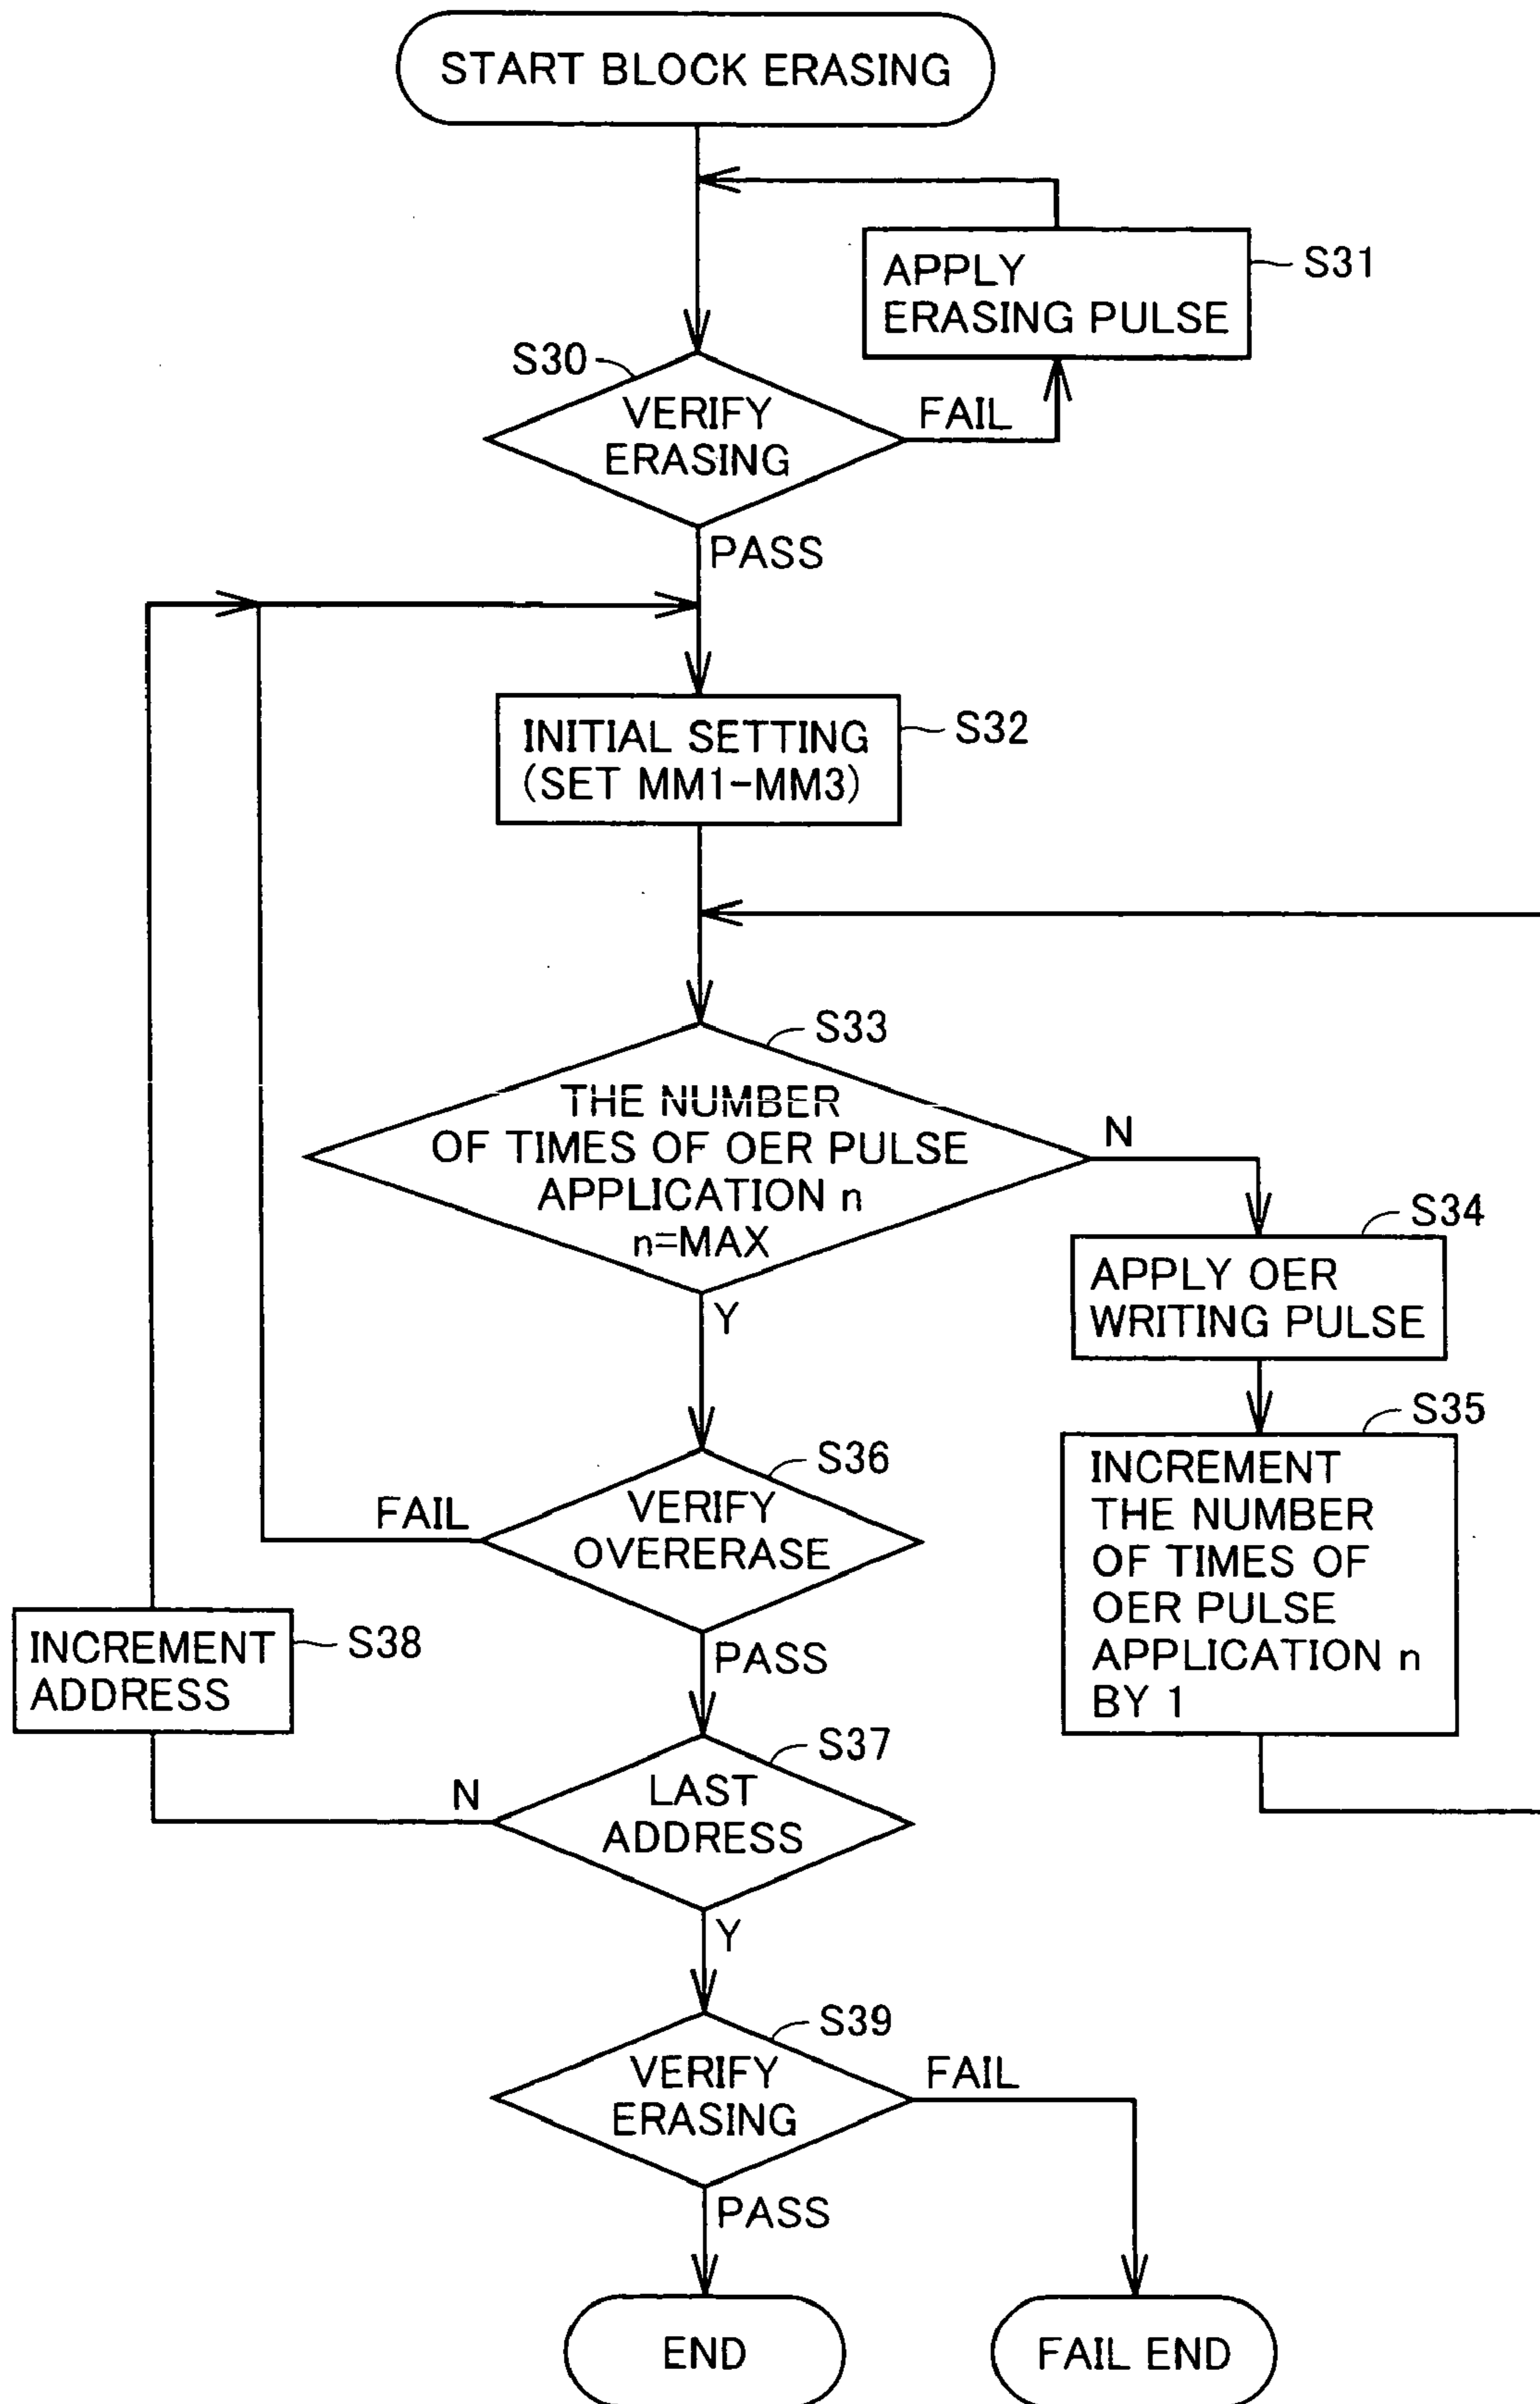 START BLOCK ERASING
APPLY
ERASING PULSE
S31
S30
VERIFY
ERASING
FAIL
PASS
INITIAL SETTING
(SET MM1-MM3)
S32
S33
THE NUMBER
OF TIMES OF OER PULSE
APPLICATION n
n=MAX
N
Y
S34
APPLY OER
WRITING PULSE
S35
INCREMENT
THE NUMBER
OF TIMES OF
OER PULSE
APPLICATION n
BY 1
S36
VERIFY
OVERERASE
FAIL
PASS
INCREMENT
ADDRESS
S38
S37
LAST
ADDRESS
N
Y
S39
VERIFY
ERASING
FAIL
PASS
END
FAIL END